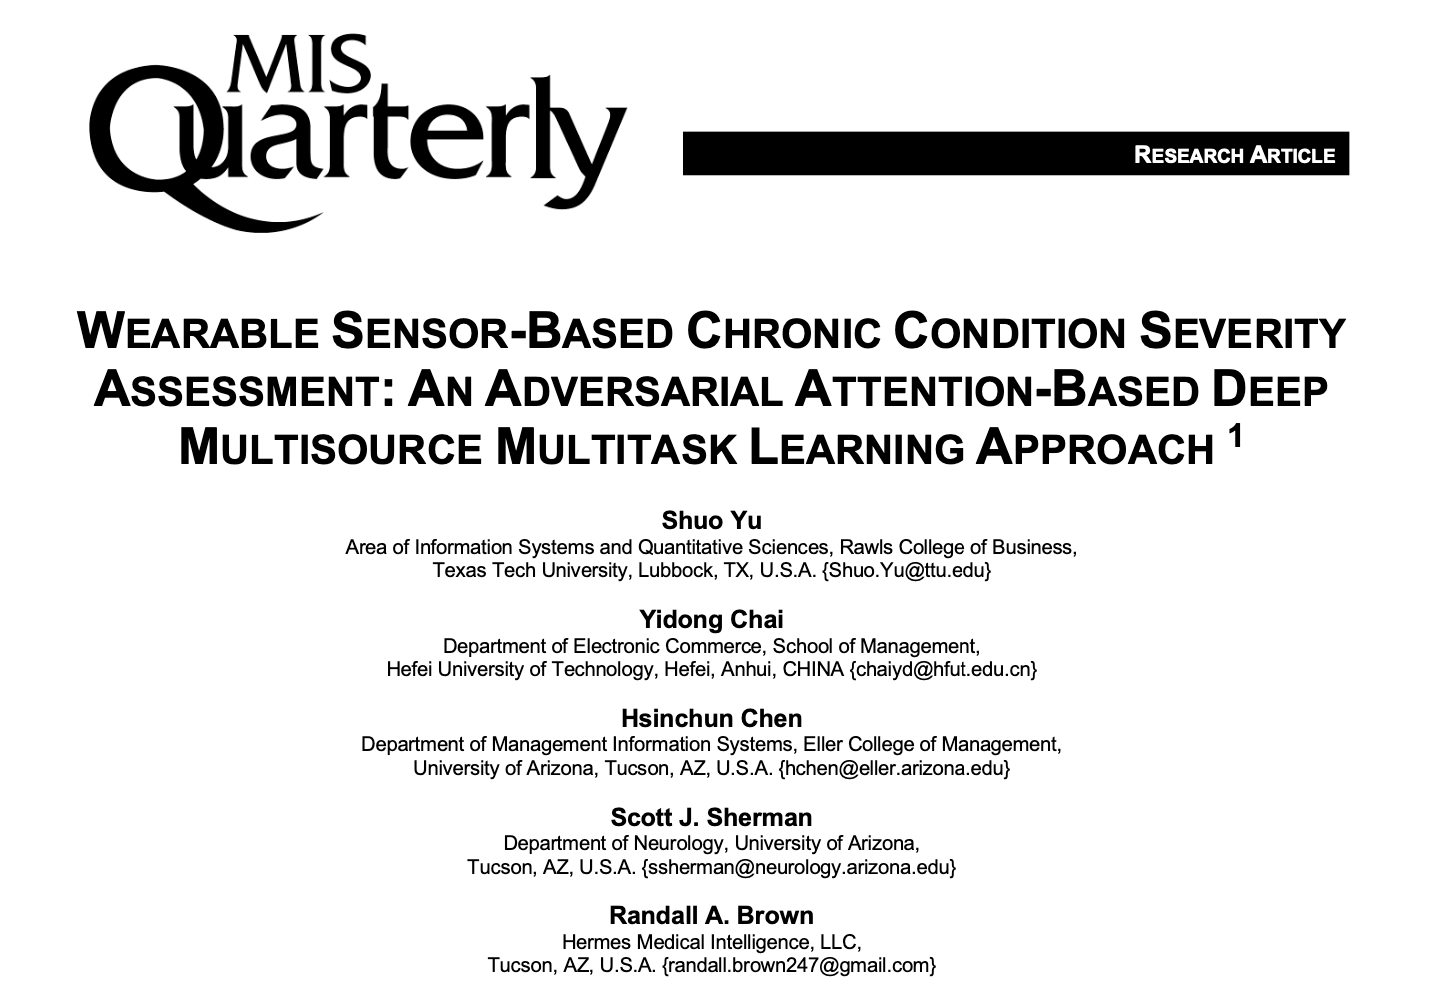 MIS
Quarterly
RESEARCH ARTICLE
WEARABLE SENSOR-BASED CHRONIC CONDITION SEVERITY
ASSESSMENT: AN ADVERSARIAL ATTENTION-BASED DEEP
MULTISOURCE MULTITASK LEARNING APPROACH 1
Shuo Yu
Area of Information Systems and Quantitative Sciences, Rawls College of Business,
Texas Tech University, Lubbock, TX, U.S.A. {Shuo.Yu@ttu.edu}
Yidong Chai
Department of Electronic Commerce, School of Management,
Hefei University of Technology, Hefei, Anhui, CHINA {chaiyd@hfut.edu.cn}
Hsinchun Chen
Department of Management Information Systems, Eller College of Management,
University of Arizona, Tucson, AZ, U.S.A. {hchen@eller.arizona.edu}
Scott J. Sherman
Department of Neurology, University of Arizona,
Tucson, AZ, U.S.A. {ssherman@neurology.arizona.edu}
Randall A. Brown
Hermes Medical Intelligence, LLC,
Tucson, AZ, U.S.A. {randall.brown247@gmail.com}